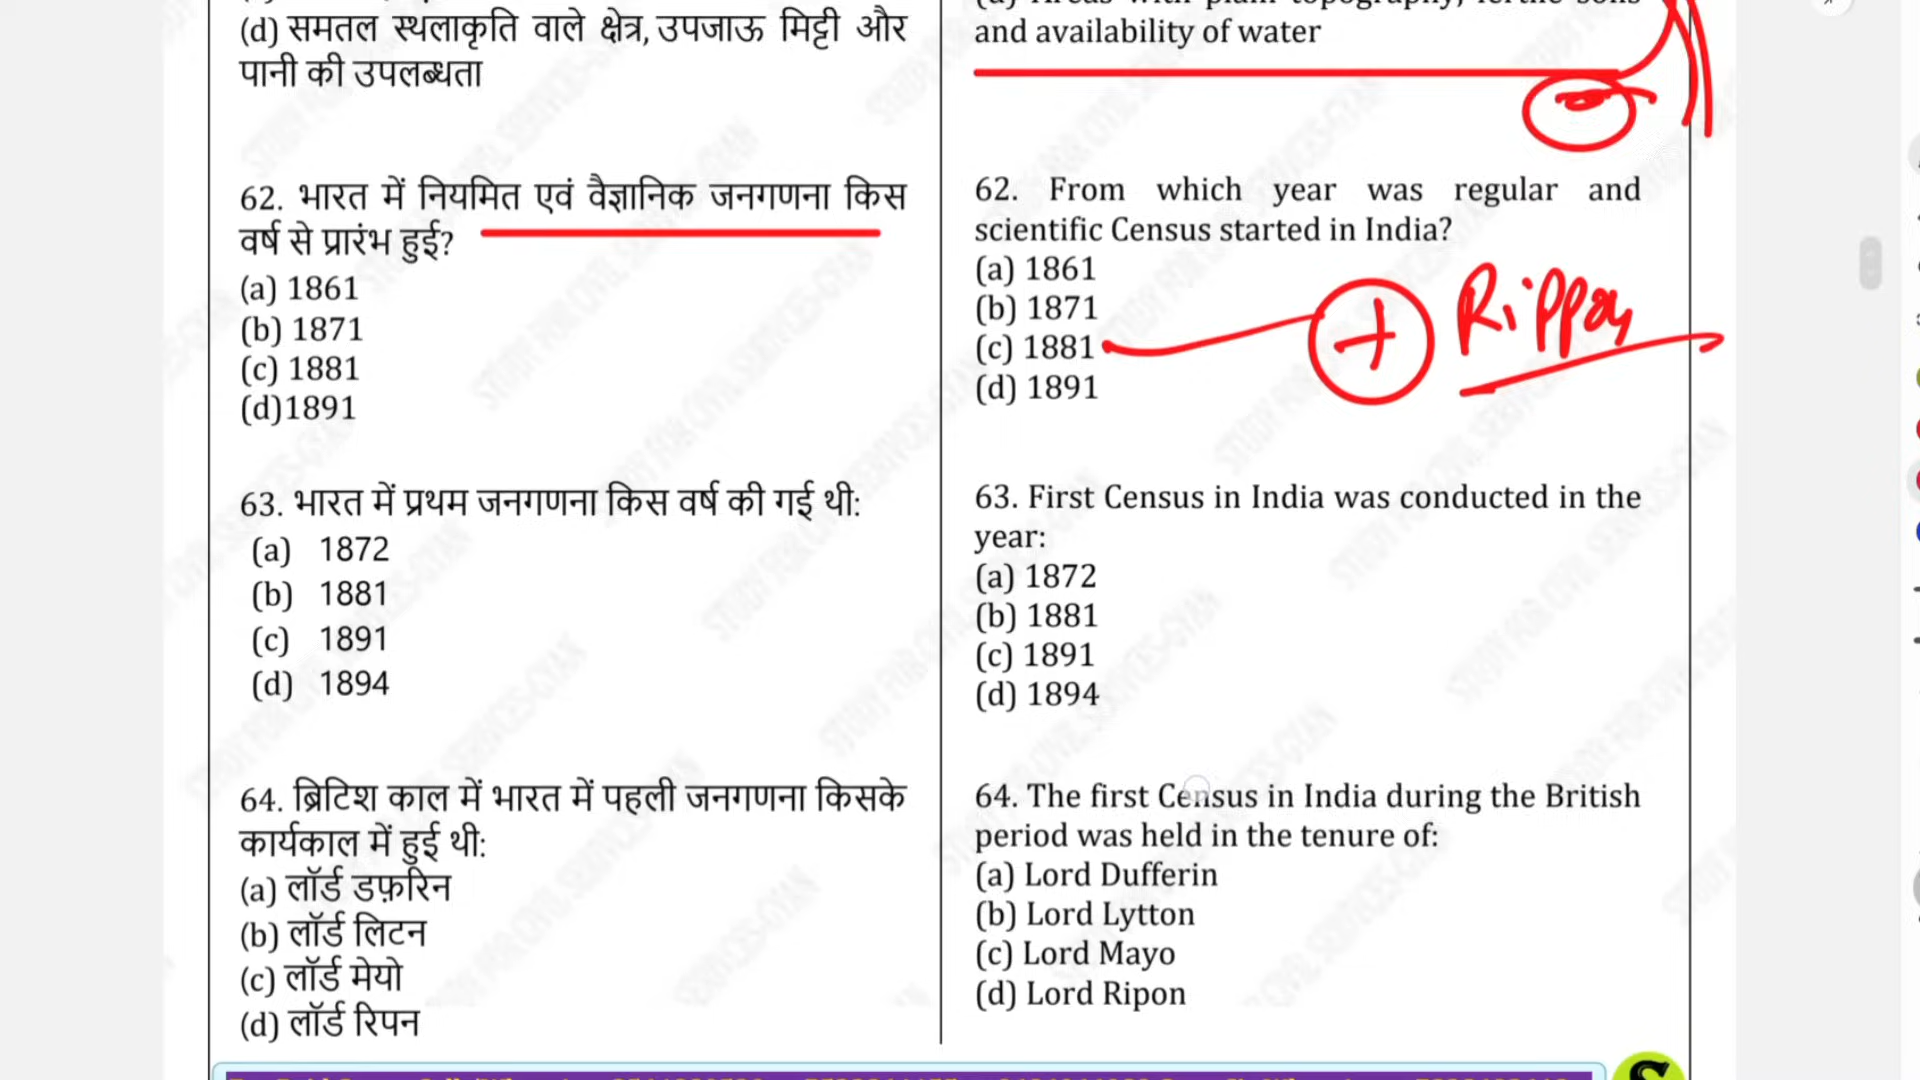 (d) समतल स्थलाकृति वाले क्षेत्र, उपजाऊ मिट्टी और
पानी की उपलब्धता
62. भारत में नियमित एवं वैज्ञानिक जनगणना किस
वर्ष से प्रारंभ हुई?
(a) 1861
(b) 1871
(c) 1881
(d)1891
63. भारत में प्रथम जनगणना किस वर्ष की गई थी:
(a) 1872
(b) 1881
(c) 1891
(d) 1894
64. ब्रिटिश काल में भारत में पहली जनगणना किसके
कार्यकाल में हुई थी:
(a) लॉर्ड डफ़रिन
(b) लॉर्ड लिटन
(c) लॉर्ड मेयो
(d) लॉर्ड रिपन
and availability of water
62. From which year was regular and
scientific Census started in India?
(a) 1861
(b) 1871
(c) 1881
(d) 1891
Rippon
63. First Census in India was conducted in the
year:
(a) 1872
(b) 1881
(c) 1891
(d) 1894
64. The first Census in India during the British
period was held in the tenure of:
(a) Lord Dufferin
(b) Lord Lytton
(c) Lord Mayo
(d) Lord Ripon